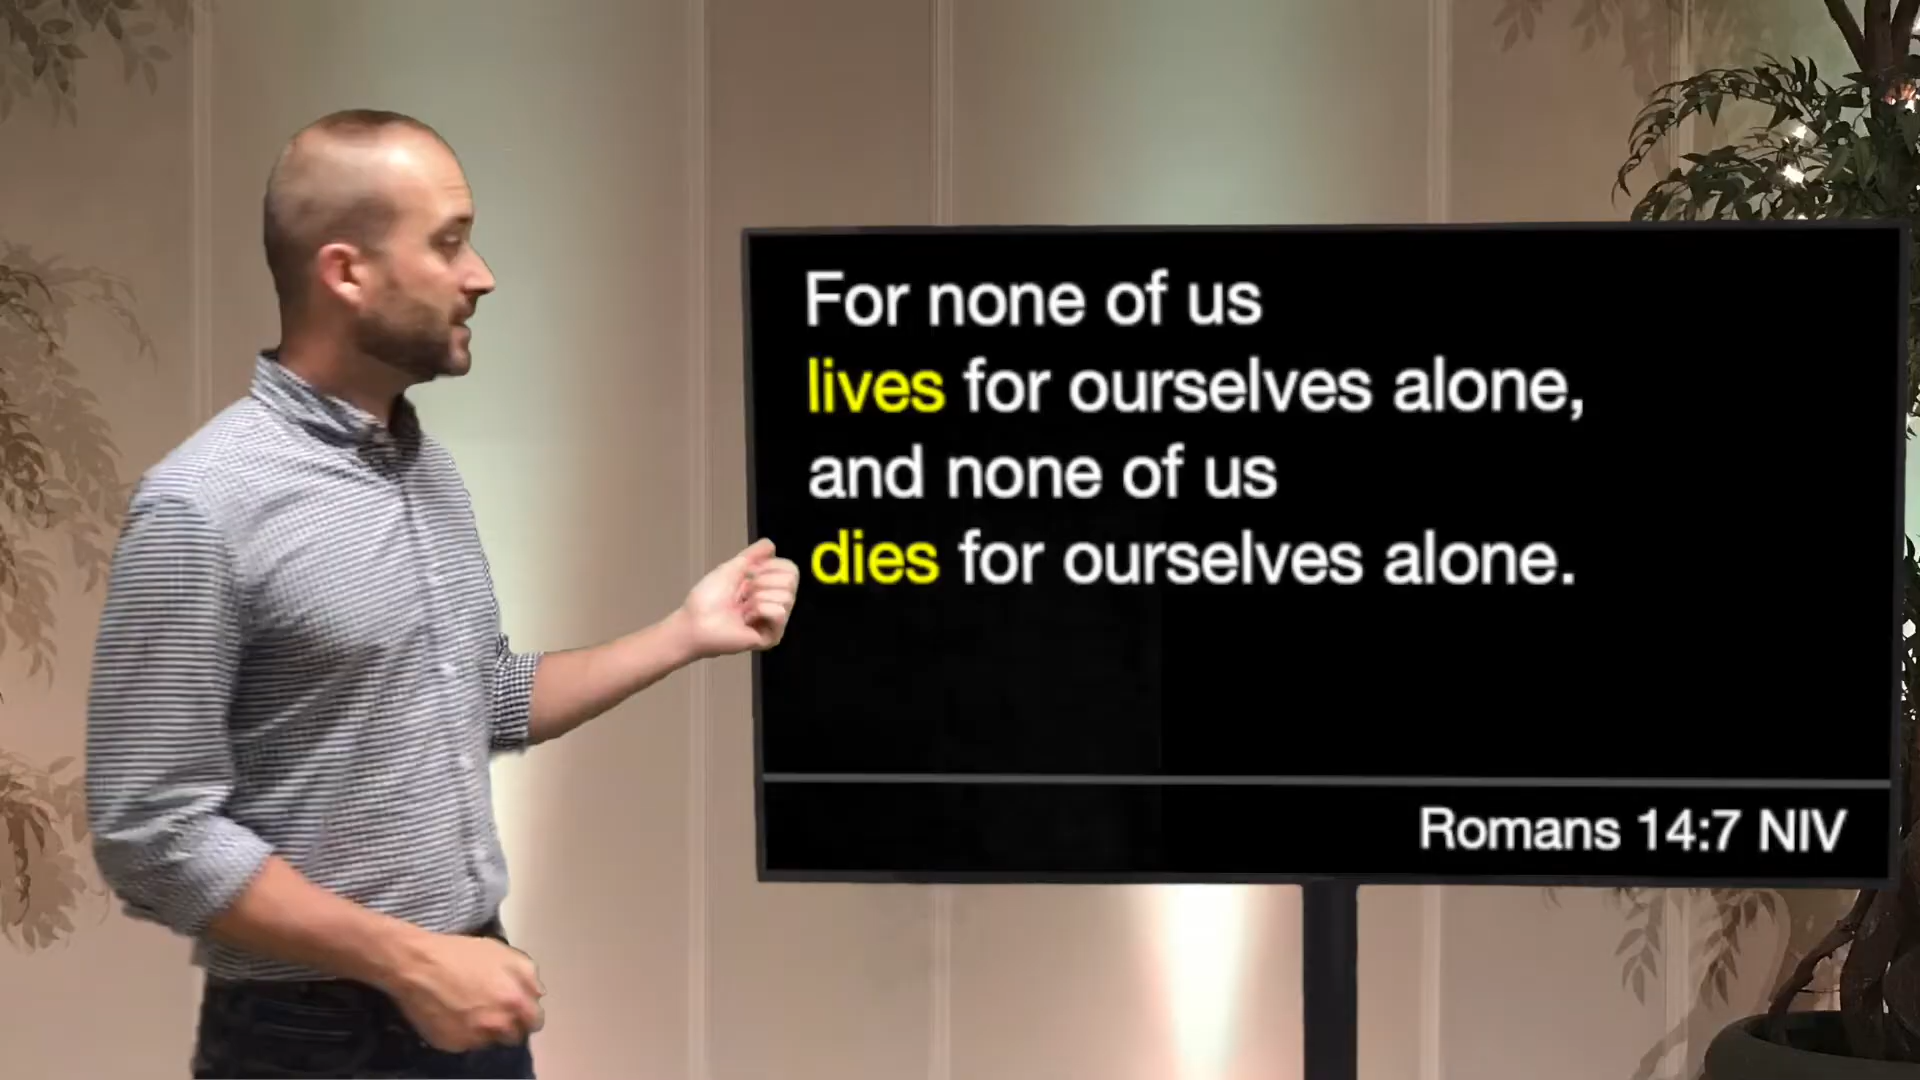 For none of us
lives for ourselves alone,
and none of us
dies for ourselves alone.
Romans 14:7 NIV